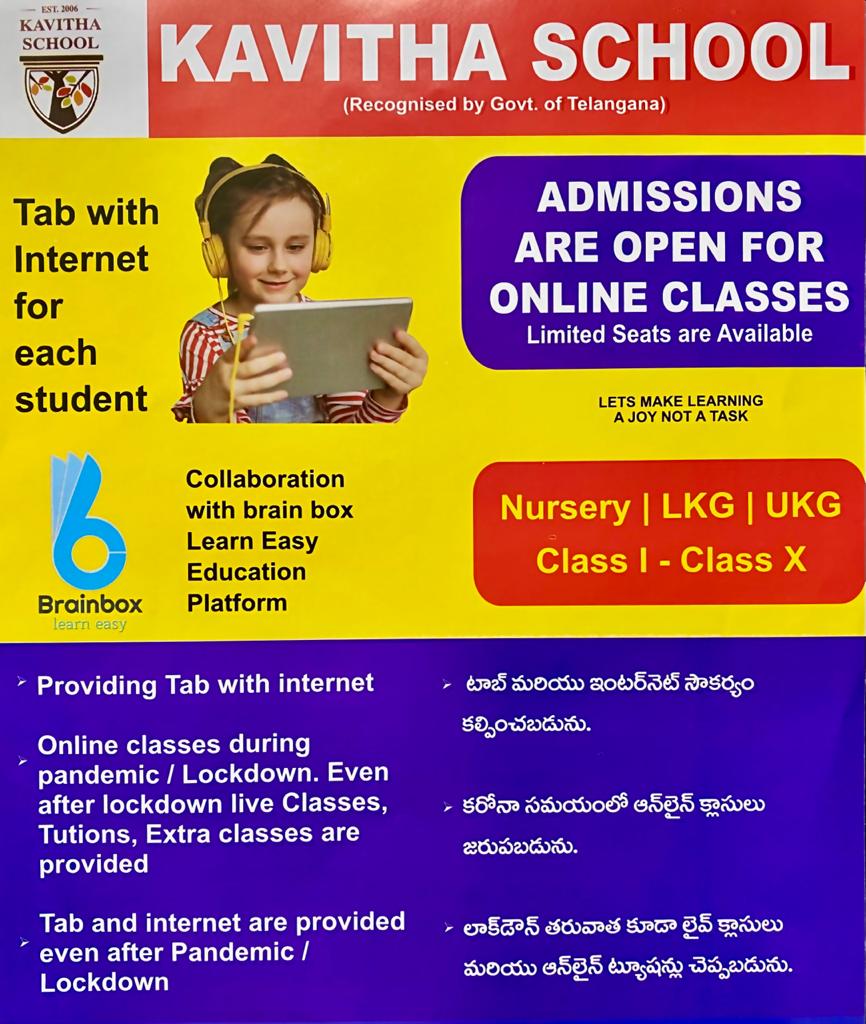 EST. 2006
KAVITHA
SCHOOL
KAVITHA SCHOOL
(Recognised by Govt. of Telangana)
Tab with
Internet
for
each
student
ADMISSIONS
ARE OPEN FOR
ONLINE CLASSES
Limited Seats are Available
LETS MAKE LEARNING
A JOY NOT A TASK
Brainbox
learn easy
Collaboration
with brain box
Learn Easy
Education
Platform
Nursery | LKG | UKG
Class I - Class X
➢ Providing Tab with internet
➢ Online classes during
pandemic / Lockdown. Even
after lockdown live Classes,
Tutions, Extra classes are
provided
➢ Tab and internet are provided
even after Pandemic /
Lockdown
➢ టాబ్ మరియు ఇంటర్‌నెట్ సౌకర్యం
కల్పించబడును.
➢ కరోనా సమయంలో ఆన్‌లైన్ క్లాసులు
జరుపబడును.
➢ లాక్‌డౌన్ తరువాత కూడా లైవ్ క్లాసులు
మరియు ఆన్‌లైన్ ట్యూషన్లు చెప్పబడును.